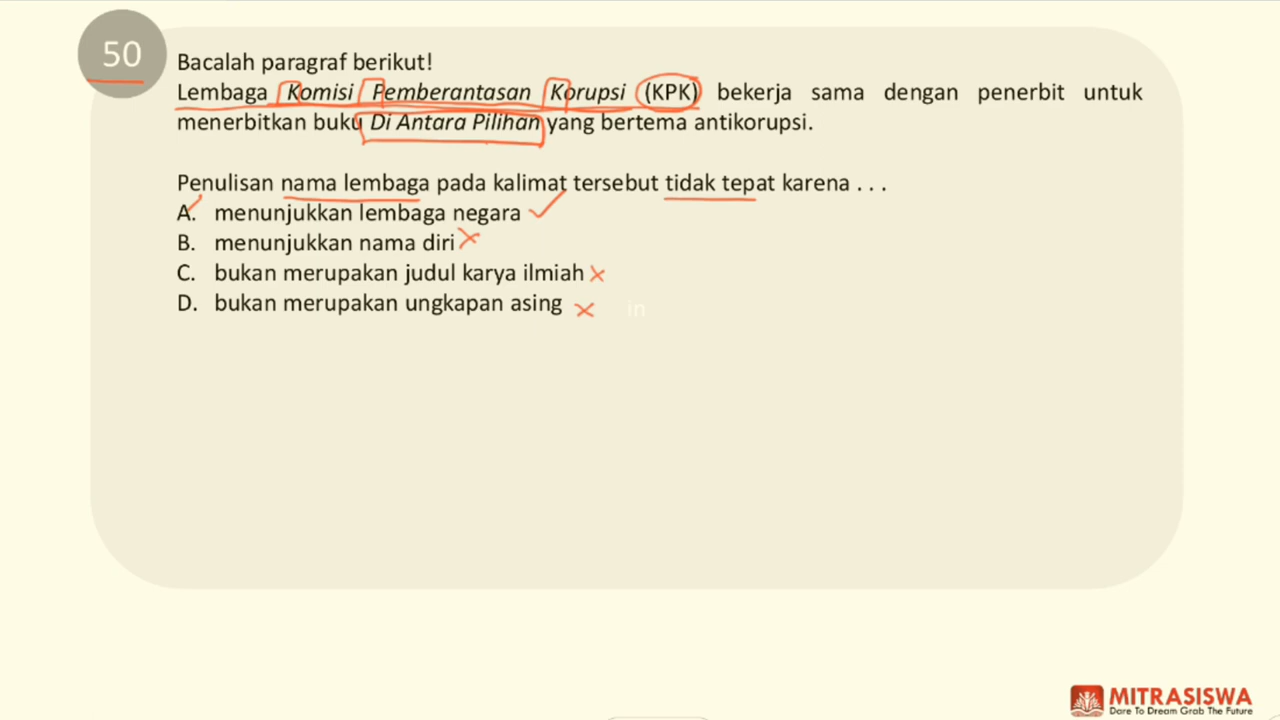 50
Bacalah paragraf berikut!
Lembaga Komisi Pemberantasan Korupsi (KPK) bekerja sama dengan penerbit untuk
menerbitkan buku Di Antara Pilihan yang bertema antikorupsi.
Penulisan nama lembaga pada kalimat tersebut tidak tepat karena . . .
A. menunjukkan lembaga negara
B. menunjukkan nama diri
C. bukan merupakan judul karya ilmiah
D. bukan merupakan ungkapan asing
in
MITRASISWA
Dare To Dream Grab The Future